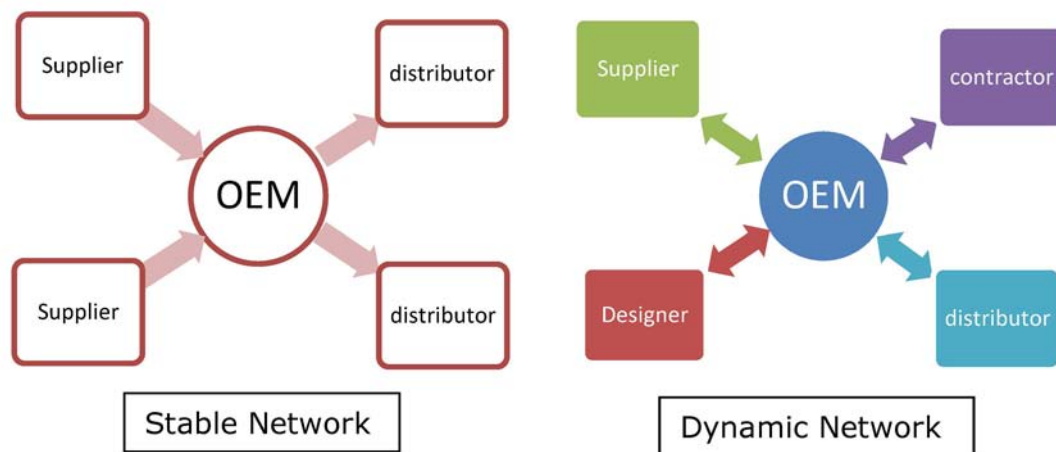 Supplier
distributor
OEM
Supplier
distributor
Stable Network
Supplier
contractor
OEM
Designer
distributor
Dynamic Network